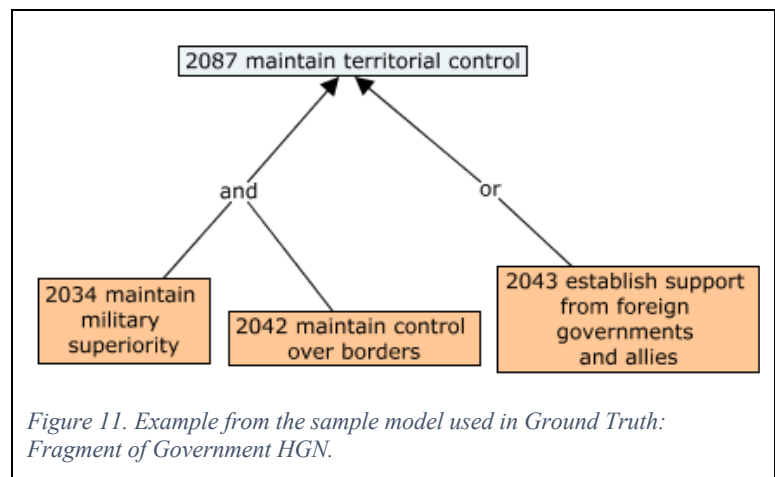 2087 maintain territorial control
and
or
2034 maintain
military
superiority
2042 maintain control
over borders
2043 establish support
from foreign
governments
and allies
Figure 11. Example from the sample model used in Ground Truth:
Fragment of Government HGN.